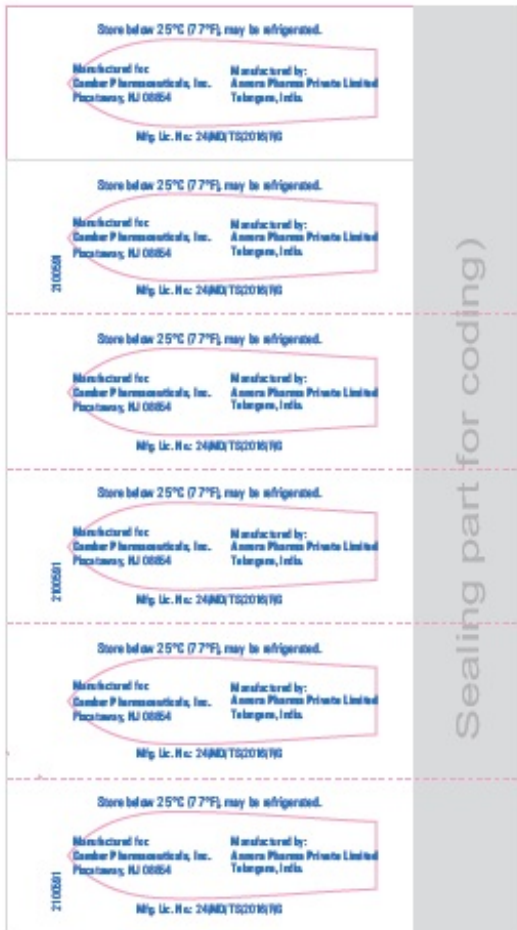 Store below 25°C (77°F), may be refrigerated.
Manufactured for:
Camber Pharmaceuticals, Inc.
Piscataway, NJ 08854
Manufactured by:
Annora Pharma Private Limited
Telangana, India
Mfg. Lic. No.: 24/MD/TS/2016/F/G
Store below 25°C (77°F), may be refrigerated.
Manufactured for:
Camber Pharmaceuticals, Inc.
Piscataway, NJ 08854
Manufactured by:
Annora Pharma Private Limited
Telangana, India
2100591
Mfg. Lic. No.: 24/MD/TS/2016/F/G
Store below 25°C (77°F), may be refrigerated.
Manufactured for:
Camber Pharmaceuticals, Inc.
Piscataway, NJ 08854
Manufactured by:
Annora Pharma Private Limited
Telangana, India
Mfg. Lic. No.: 24/MD/TS/2016/F/G
Store below 25°C (77°F), may be refrigerated.
Manufactured for:
Camber Pharmaceuticals, Inc.
Piscataway, NJ 08854
Manufactured by:
Annora Pharma Private Limited
Telangana, India
2100591
Mfg. Lic. No.: 24/MD/TS/2016/F/G
Store below 25°C (77°F), may be refrigerated.
Manufactured for:
Camber Pharmaceuticals, Inc.
Piscataway, NJ 08854
Manufactured by:
Annora Pharma Private Limited
Telangana, India
Mfg. Lic. No.: 24/MD/TS/2016/F/G
Store below 25°C (77°F), may be refrigerated.
Manufactured for:
Camber Pharmaceuticals, Inc.
Piscataway, NJ 08854
Manufactured by:
Annora Pharma Private Limited
Telangana, India
2100591
Mfg. Lic. No.: 24/MD/TS/2016/F/G
Sealing part for coding)